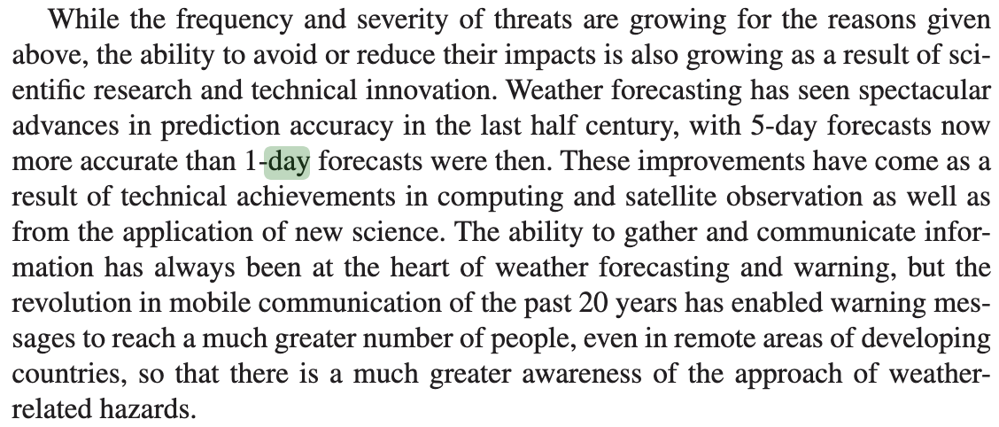 While the frequency and severity of threats are growing for the reasons given
above, the ability to avoid or reduce their impacts is also growing as a result of sci-
entific research and technical innovation. Weather forecasting has seen spectacular
advances in prediction accuracy in the last half century, with 5-day forecasts now
more accurate than 1-day forecasts were then. These improvements have come as a
result of technical achievements in computing and satellite observation as well as
from the application of new science. The ability to gather and communicate infor-
mation has always been at the heart of weather forecasting and warning, but the
revolution in mobile communication of the past 20 years has enabled warning mes-
sages to reach a much greater number of people, even in remote areas of developing
countries, so that there is a much greater awareness of the approach of weather-
related hazards.